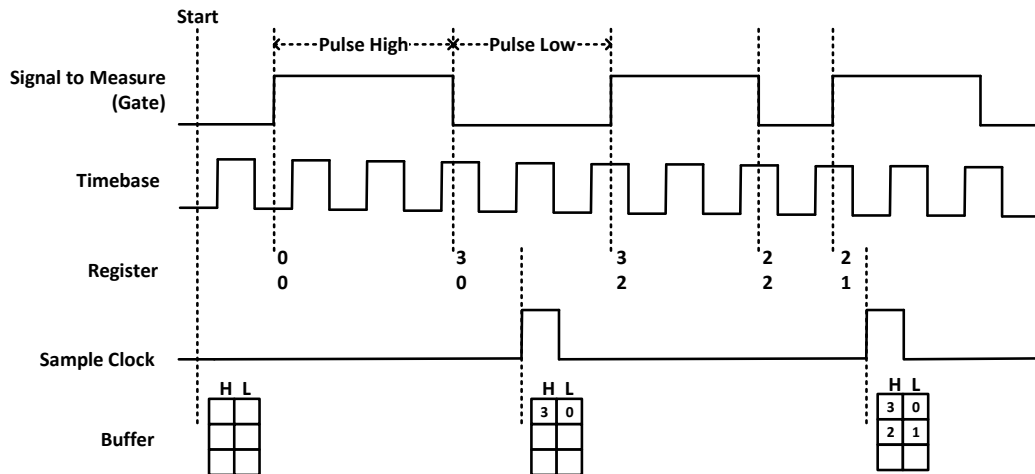 Start
Pulse High
Pulse Low
Signal to Measure
(Gate)
Timebase
Register
0 3 3 2 2
0 0 2 2 1
Sample Clock
H L
H L
3 0
H L
3 0
2 1
Buffer